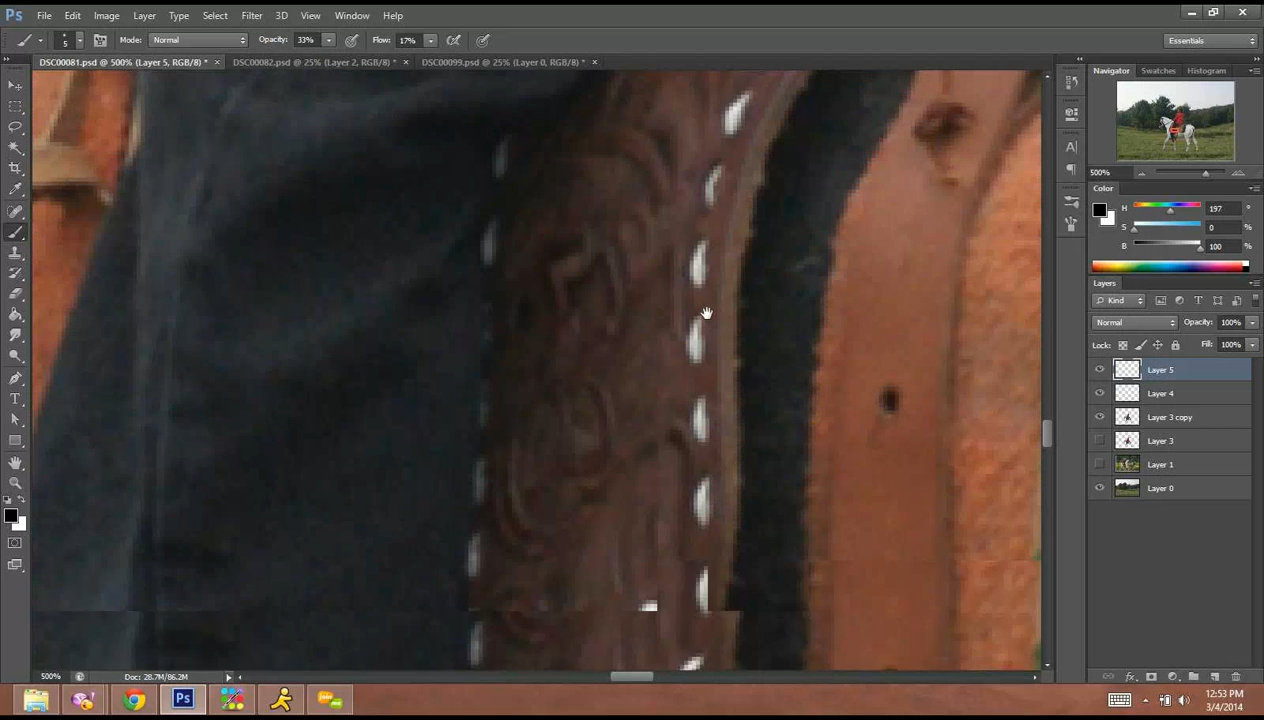 Ps File Edit Image Layer Type Select Filter 3D View Window Help
5 Mode: Normal Opacity: 33% Flow: 17% Essentials
DSC00081.psd @ 500% (Layer 5, RGB/8) * × DSC00082.psd @ 25% (Layer 2, RGB/8) * × DSC00099.psd @ 25% (Layer 0, RGB/8) * ×
Navigator Swatches Histogram
500%
Color
H 197 °
S 0 %
B 100 %
Layers
Kind
Normal Opacity: 100%
Lock: Fill: 100%
Layer 5
Layer 4
Layer 3 copy
Layer 3
Layer 1
Layer 0
500% Doc: 28.7M/86.2M
Ps
12:53 PM
3/4/2014